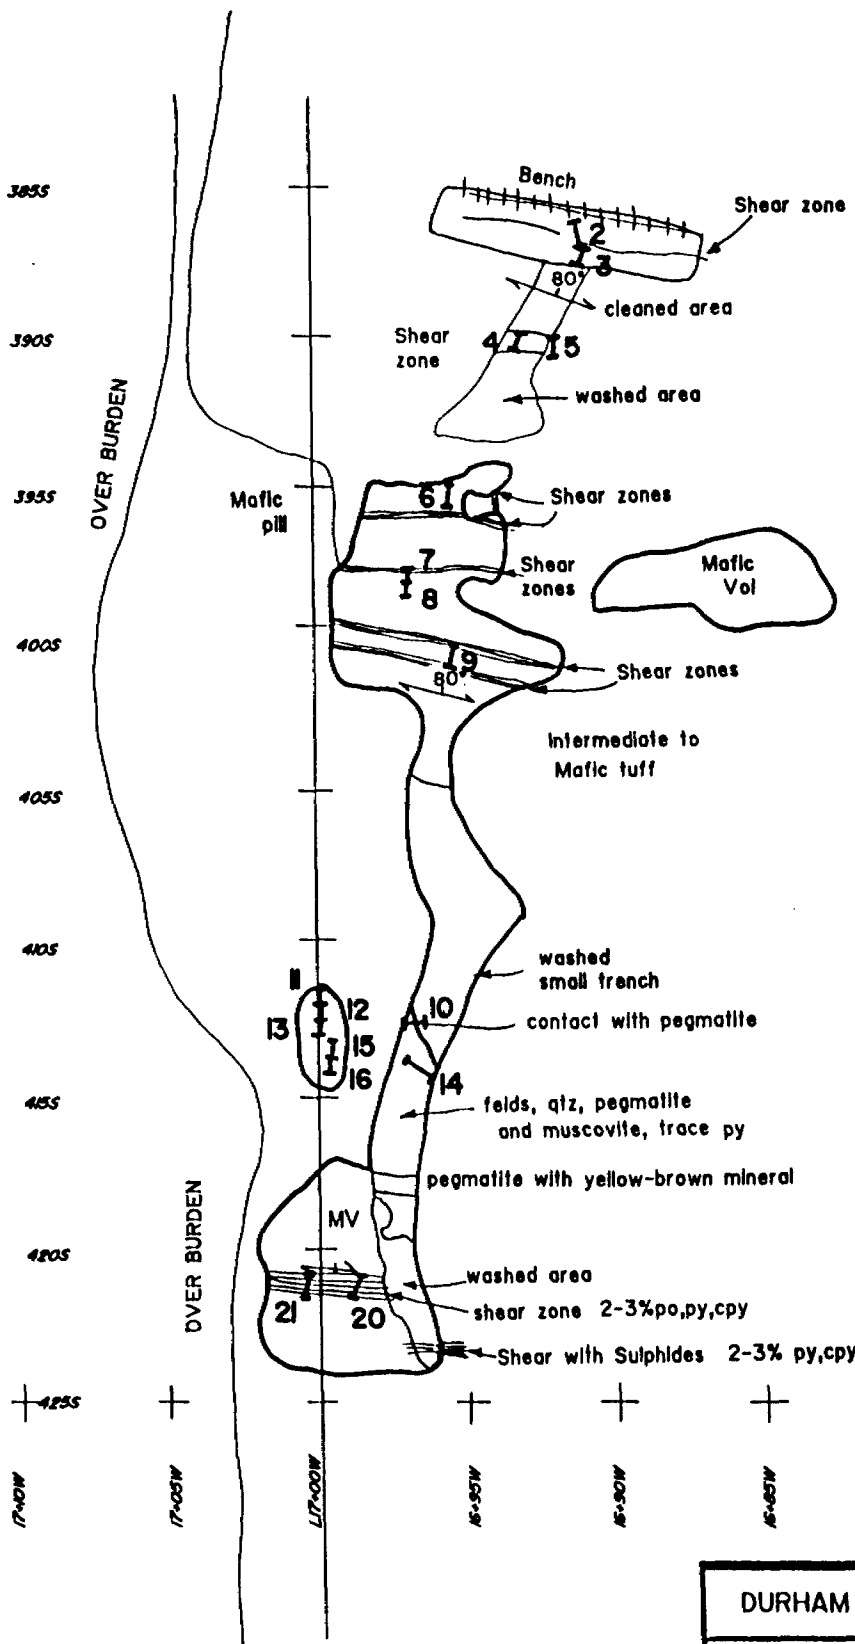 385S
Bench
Shear zone
2
3
80°
cleaned area
390S
Shear
zone
4
5
washed area
OVER BURDEN
395S
Mafic
pill
6
1
Shear zones
7
8
Shear
zones
Mafic
Vol
400S
9
80°
Shear zones
Intermediate to
Mafic tuff
405S
410S
washed
small trench
11
12
13
15
16
10
contact with pegmatite
14
415S
felds, qtz, pegmatite
and muscovite, trace py
pegmatite with yellow-brown mineral
OVER BURDEN
MV
420S
washed area
21
20
shear zone 2-3%po,py,cpy
Shear with Sulphides 2-3% py,cpy
425S
17+10W
17+05W
L17+00W
16+95W
16+90W
16+85W
DURHAM